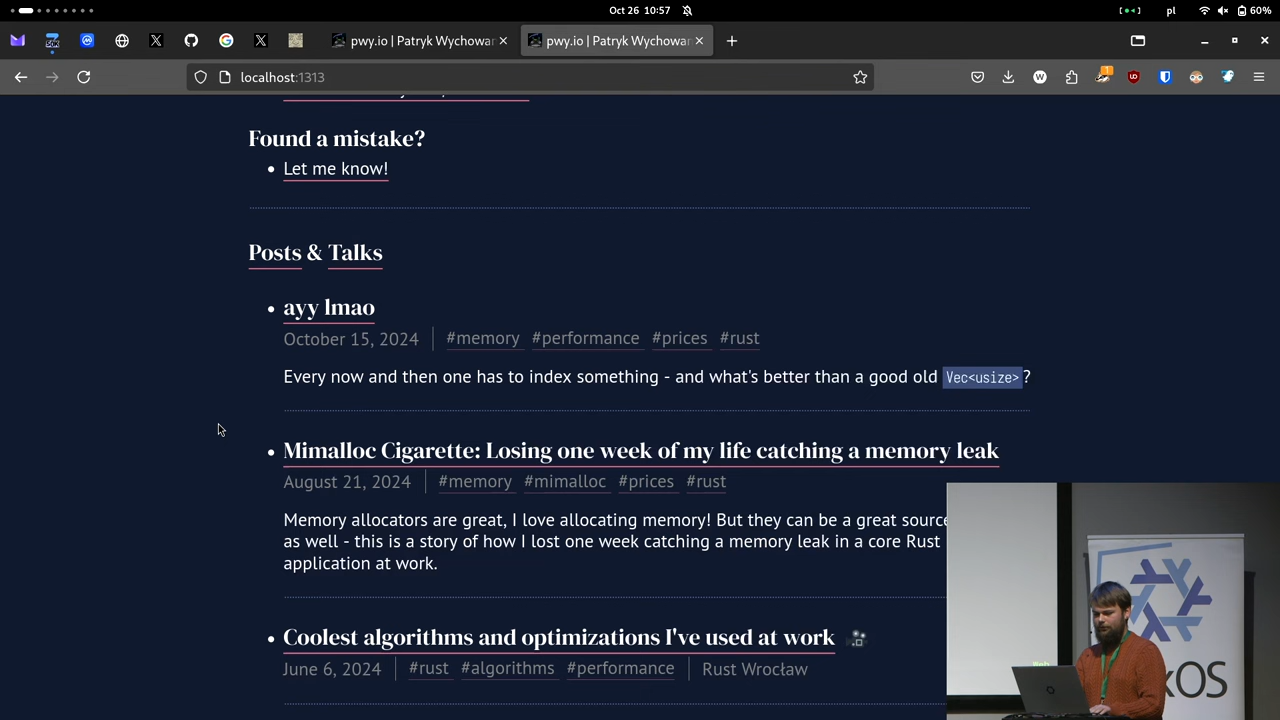 Oct 26 10:57
pl
60%
pwy.io | Patryk Wychowar
pwy.io | Patryk Wychowar
localhost:1313
Found a mistake?
Let me know!
Posts & Talks
ayy lmao
October 15, 2024 #memory #performance #prices #rust
Every now and then one has to index something - and what's better than a good old Vec<usize>?
Mimalloc Cigarette: Losing one week of my life catching a memory leak
August 21, 2024 #memory #mimalloc #prices #rust
Memory allocators are great, I love allocating memory! But they can be a great source
as well - this is a story of how I lost one week catching a memory leak in a core Rust
application at work.
Coolest algorithms and optimizations I've used at work
June 6, 2024 #rust #algorithms #performance Rust Wrocław
xOS